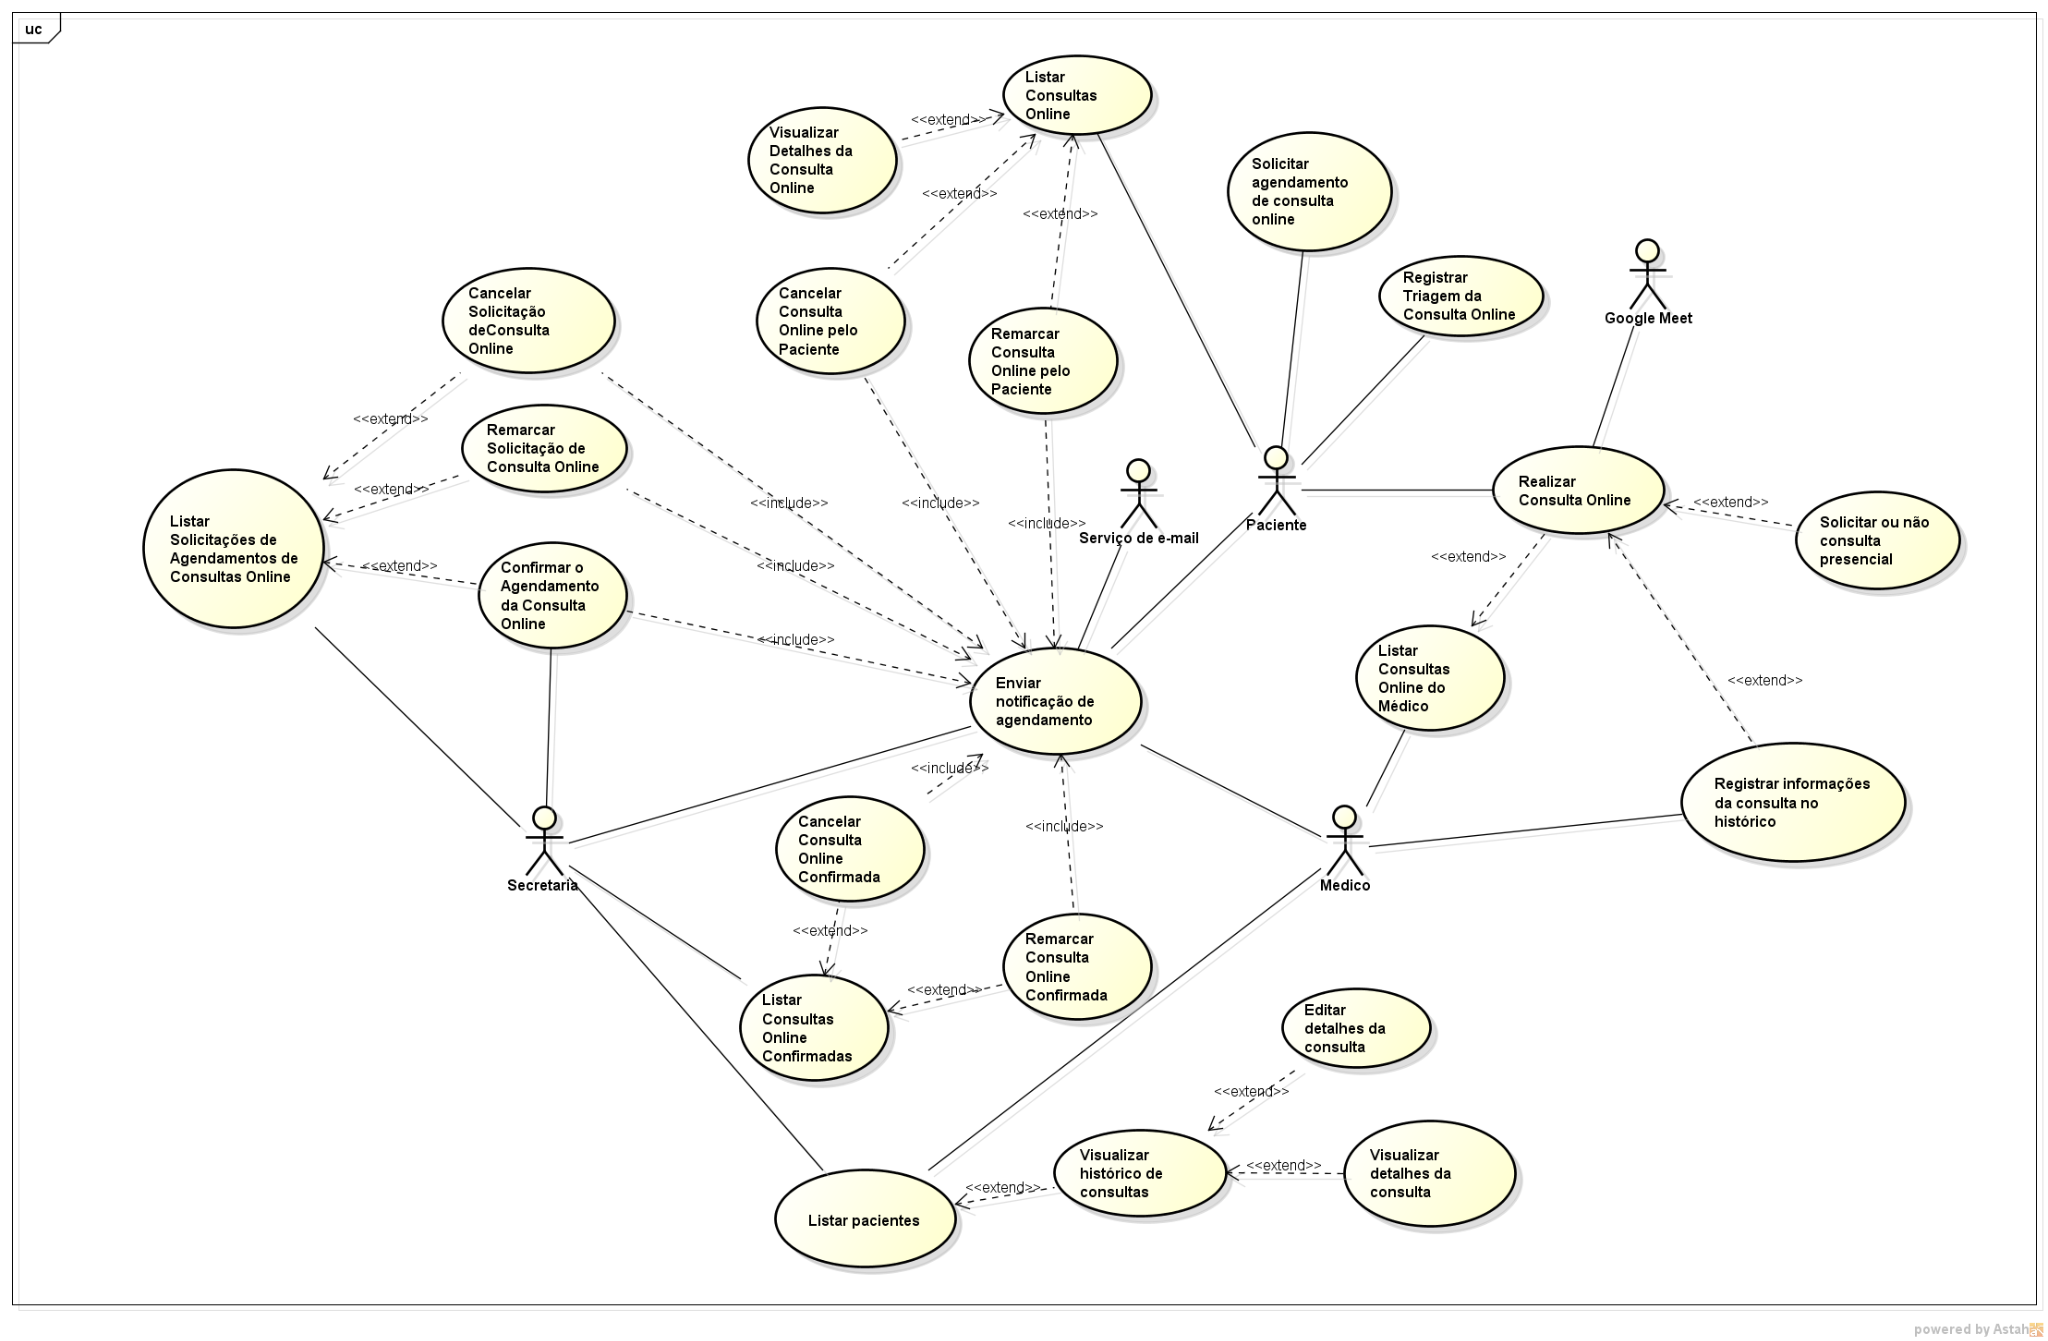 uc
Listar
Consultas
Online
<<extend>>
Visualizar
Detalhes da
Consulta
Online
<<extend>>
<<extend>>
Solicitar
agendamento
de consulta
online
Registrar
Triagem da
Consulta Online
Google Meet
Cancelar
Solicitação
deConsulta
Online
Cancelar
Consulta
Online pelo
Paciente
Remarcar
Consulta
Online pelo
Paciente
<<extend>>
Remarcar
Solicitação de
Consulta Online
<<extend>>
<<include>>
<<include>>
<<include>>
Serviço de e-mail
Paciente
Realizar
Consulta Online
<<extend>>
Solicitar ou não
consulta
presencial
Listar
Solicitações de
Agendamentos de
Consultas Online
<<extend>>
Confirmar o
Agendamento
da Consulta
Online
<<include>>
<<include>>
<<extend>>
Listar
Consultas
Online do
Médico
<<extend>>
Enviar
notificação de
agendamento
<<include>>
<<include>>
Registrar informações
da consulta no
histórico
Secretaria
Cancelar
Consulta
Online
Confirmada
Medico
<<extend>>
Remarcar
Consulta
Online
Confirmada
<<extend>>
Listar
Consultas
Online
Confirmadas
Editar
detalhes da
consulta
<<extend>>
Visualizar
histórico de
consultas
<<extend>>
Visualizar
detalhes da
consulta
<<extend>>
Listar pacientes
powered by Astah